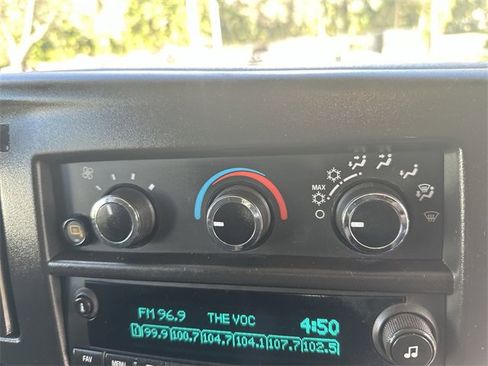 MAX
FM 96.9 THE VOC 4:50
99.9 100.7 104.7 104.1 107.7 102.5
FAV MENU